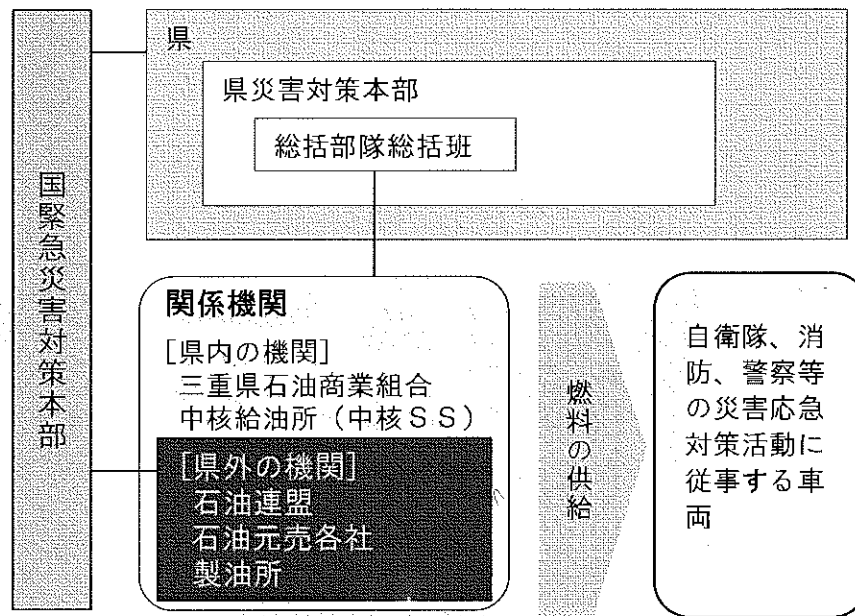 国緊急災害対策本部
県
県災害対策本部
総括部隊総括班
関係機関
[県内の機関]
三重県石油商業組合
中核給油所（中核ＳＳ）
[県外の機関]
石油連盟
石油元売各社
製油所
燃料の供給
自衛隊、消
防、警察等
の災害応急
対策活動に
従事する車
両